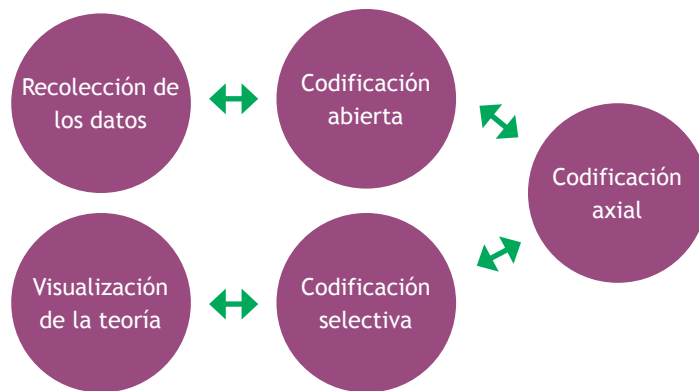 Recolección de
los datos
Codificación
abierta
Codificación
axial
Visualización
de la teoría
Codificación
selectiva